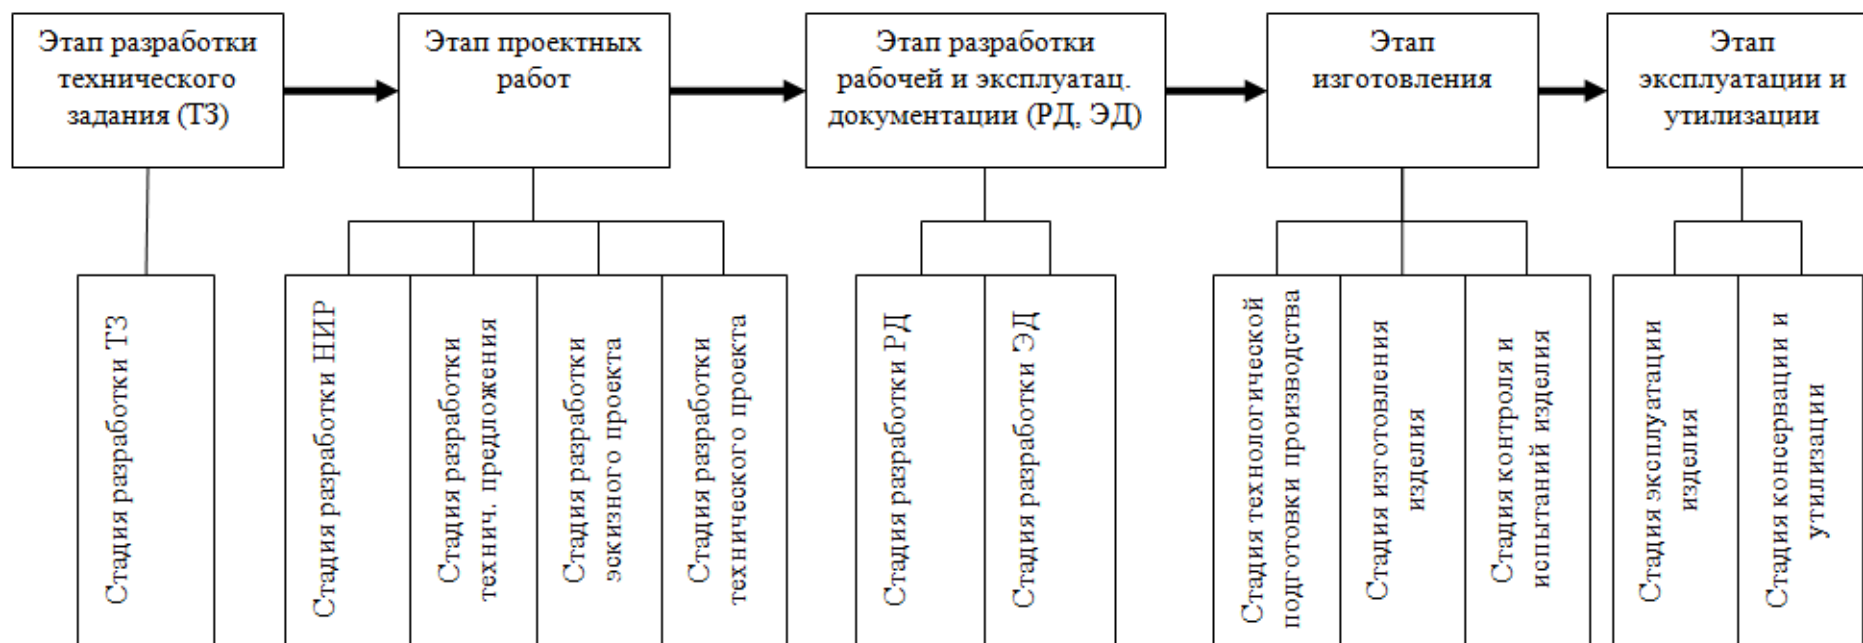 Этап разработки
технического
задания (ТЗ)
Этап проектных
работ
Этап разработки
рабочей и эксплуатац.
документации (РД, ЭД)
Этап
изготовления
Этап
эксплуатации и
утилизации
Стадия разработки ТЗ
Стадия разработки НИР
Стадия разработки
технич. предложения
Стадия разработки
эскизного проекта
Стадия разработки
технического проекта
Стадия разработки РД
Стадия разработки ЭД
Стадия технологической
подготовки производства
Стадия изготовления
изделия
Стадия контроля и
испытаний изделия
Стадия эксплуатации
изделия
Стадия консервации и
утилизации